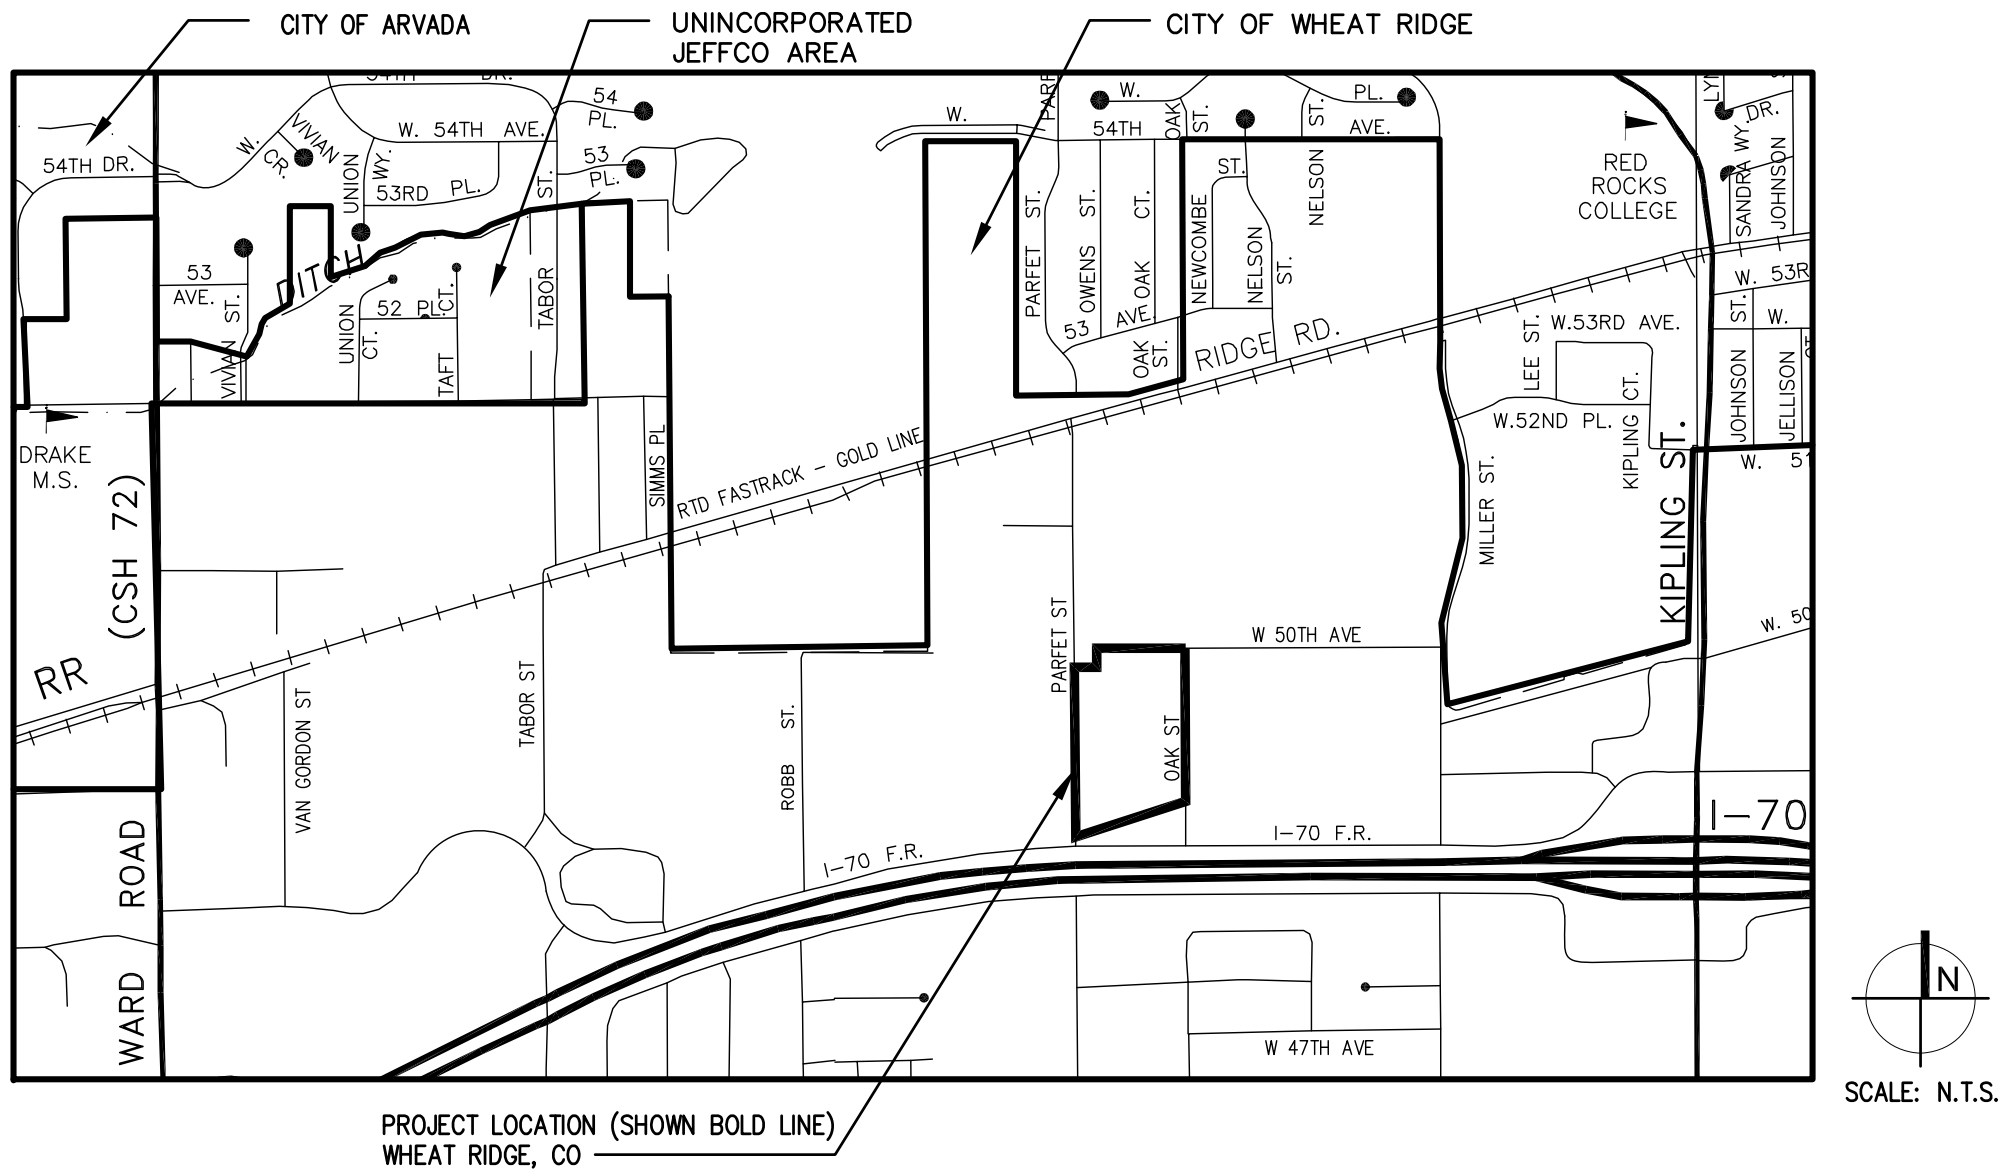 CITY OF ARVADA
UNINCORPORATED
JEFFCO AREA
CITY OF WHEAT RIDGE
DR.
54
PL.
W. 54TH AVE.
W.
VIVIAN
CR.
UNION
WY.
53RD PL.
53
PL.
ST.
TABOR
54TH DR.
W.
W.
54TH
OAK
ST.
ST.
PL.
AVE.
DR.
SANDRA WY.
JOHNSON
RED
ROCKS
COLLEGE
DITCH
53
AVE.
ST.
VIVIAN
UNION
CT.
52 PL.
CT.
TAFT
PARFET ST.
OWENS ST.
OAK CT.
53 AVE.
OAK
ST.
NEWCOMBE
ST.
NELSON
ST.
NELSON
RIDGE RD.
LEE ST.
W.53RD AVE.
W.52ND PL.
KIPLING CT.
MILLER ST.
KIPLING ST.
W.
JOHNSON ST.
JELLISON
W. 51
W. 50
DRAKE
M.S.
(CSH 72)
RR
SIMMS PL
RTD FASTRACK - GOLD LINE
PARFET ST
W 50TH AVE
OAK ST
TABOR ST
VAN GORDON ST
ROBB ST.
I-70 F.R.
I-70 F.R.
I-70
WARD ROAD
W 47TH AVE
N
SCALE: N.T.S.
PROJECT LOCATION (SHOWN BOLD LINE)
WHEAT RIDGE, CO